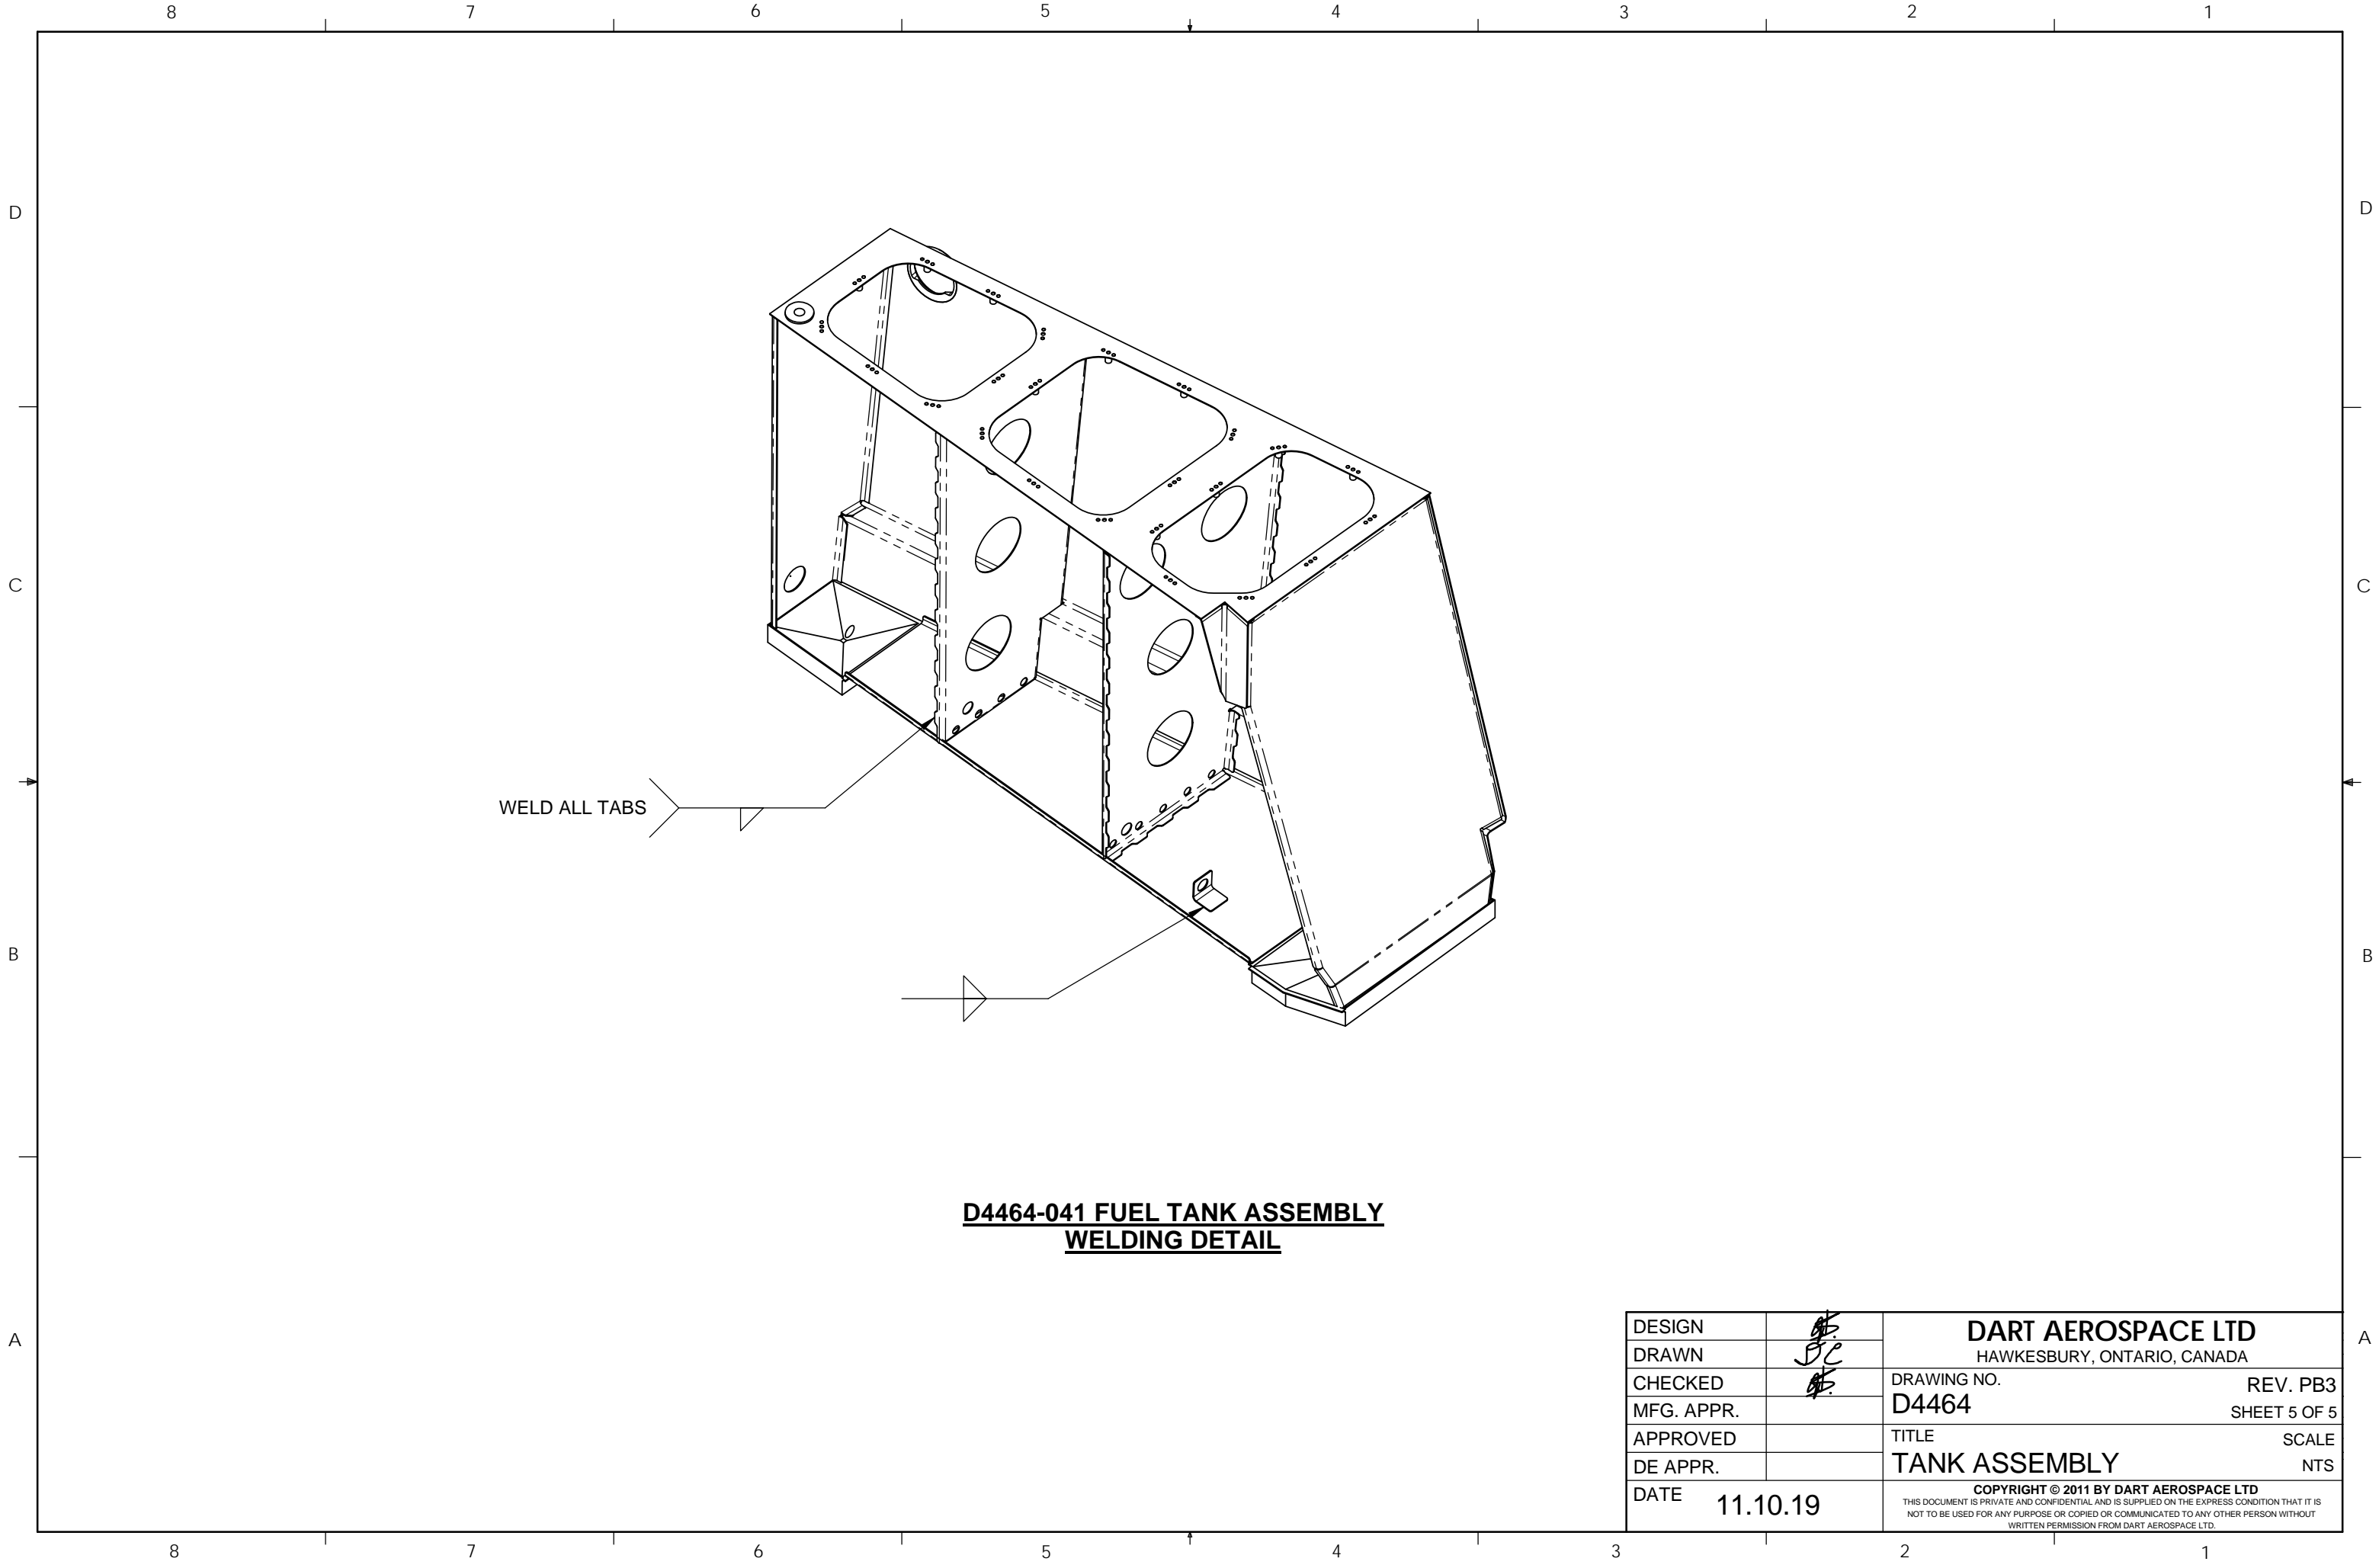 8 7 6 5 4 3 2 1
D D
C C
WELD ALL TABS
B B
D4464-041 FUEL TANK ASSEMBLY
WELDING DETAIL
A A
DESIGN
DRAWN
CHECKED
MFG. APPR.
APPROVED
DE APPR.
DATE 11.10.19
DART AEROSPACE LTD
HAWKESBURY, ONTARIO, CANADA
DRAWING NO. REV. PB3
D4464 SHEET 5 OF 5
TITLE SCALE
TANK ASSEMBLY NTS
COPYRIGHT © 2011 BY DART AEROSPACE LTD
THIS DOCUMENT IS PRIVATE AND CONFIDENTIAL AND IS SUPPLIED ON THE EXPRESS CONDITION THAT IT IS
NOT TO BE USED FOR ANY PURPOSE OR COPIED OR COMMUNICATED TO ANY OTHER PERSON WITHOUT
WRITTEN PERMISSION FROM DART AEROSPACE LTD.
8 7 6 5 4 3 2 1